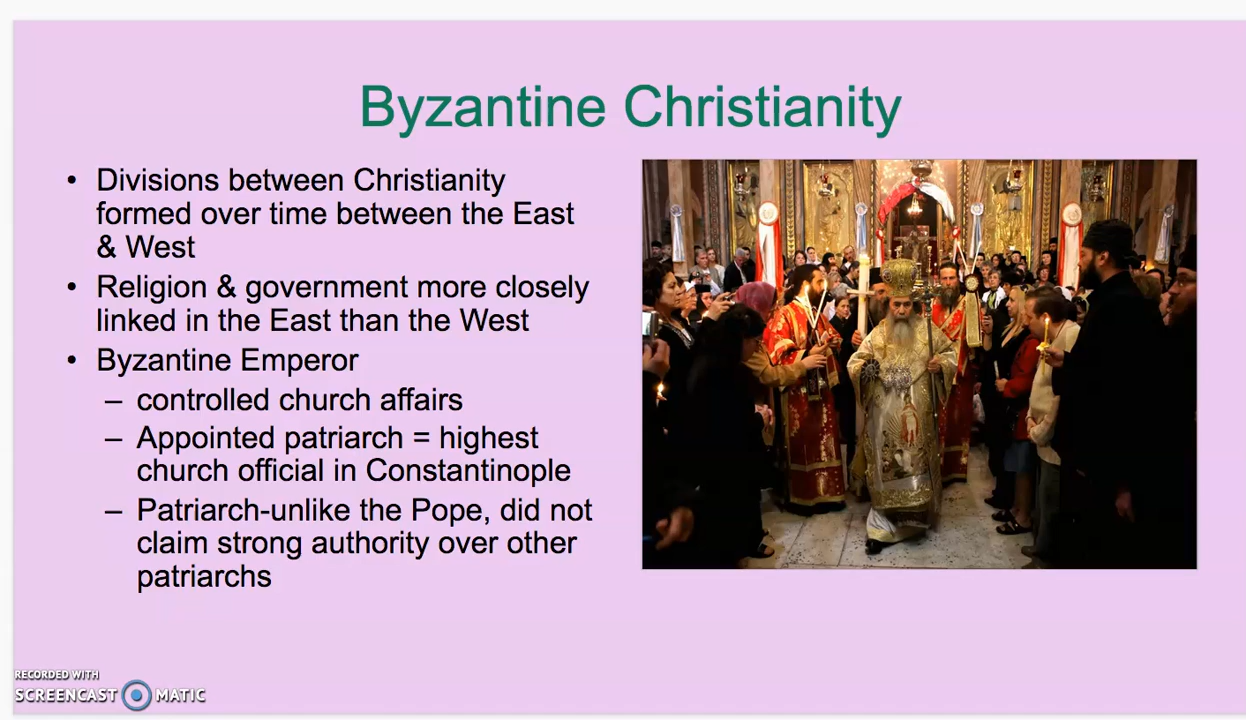 Byzantine Christianity
• Divisions between Christianity
formed over time between the East
& West
• Religion & government more closely
linked in the East than the West
• Byzantine Emperor
– controlled church affairs
– Appointed patriarch = highest
church official in Constantinople
– Patriarch-unlike the Pope, did not
claim strong authority over other
patriarchs
RECORDED WITH
SCREENCAST MATIC